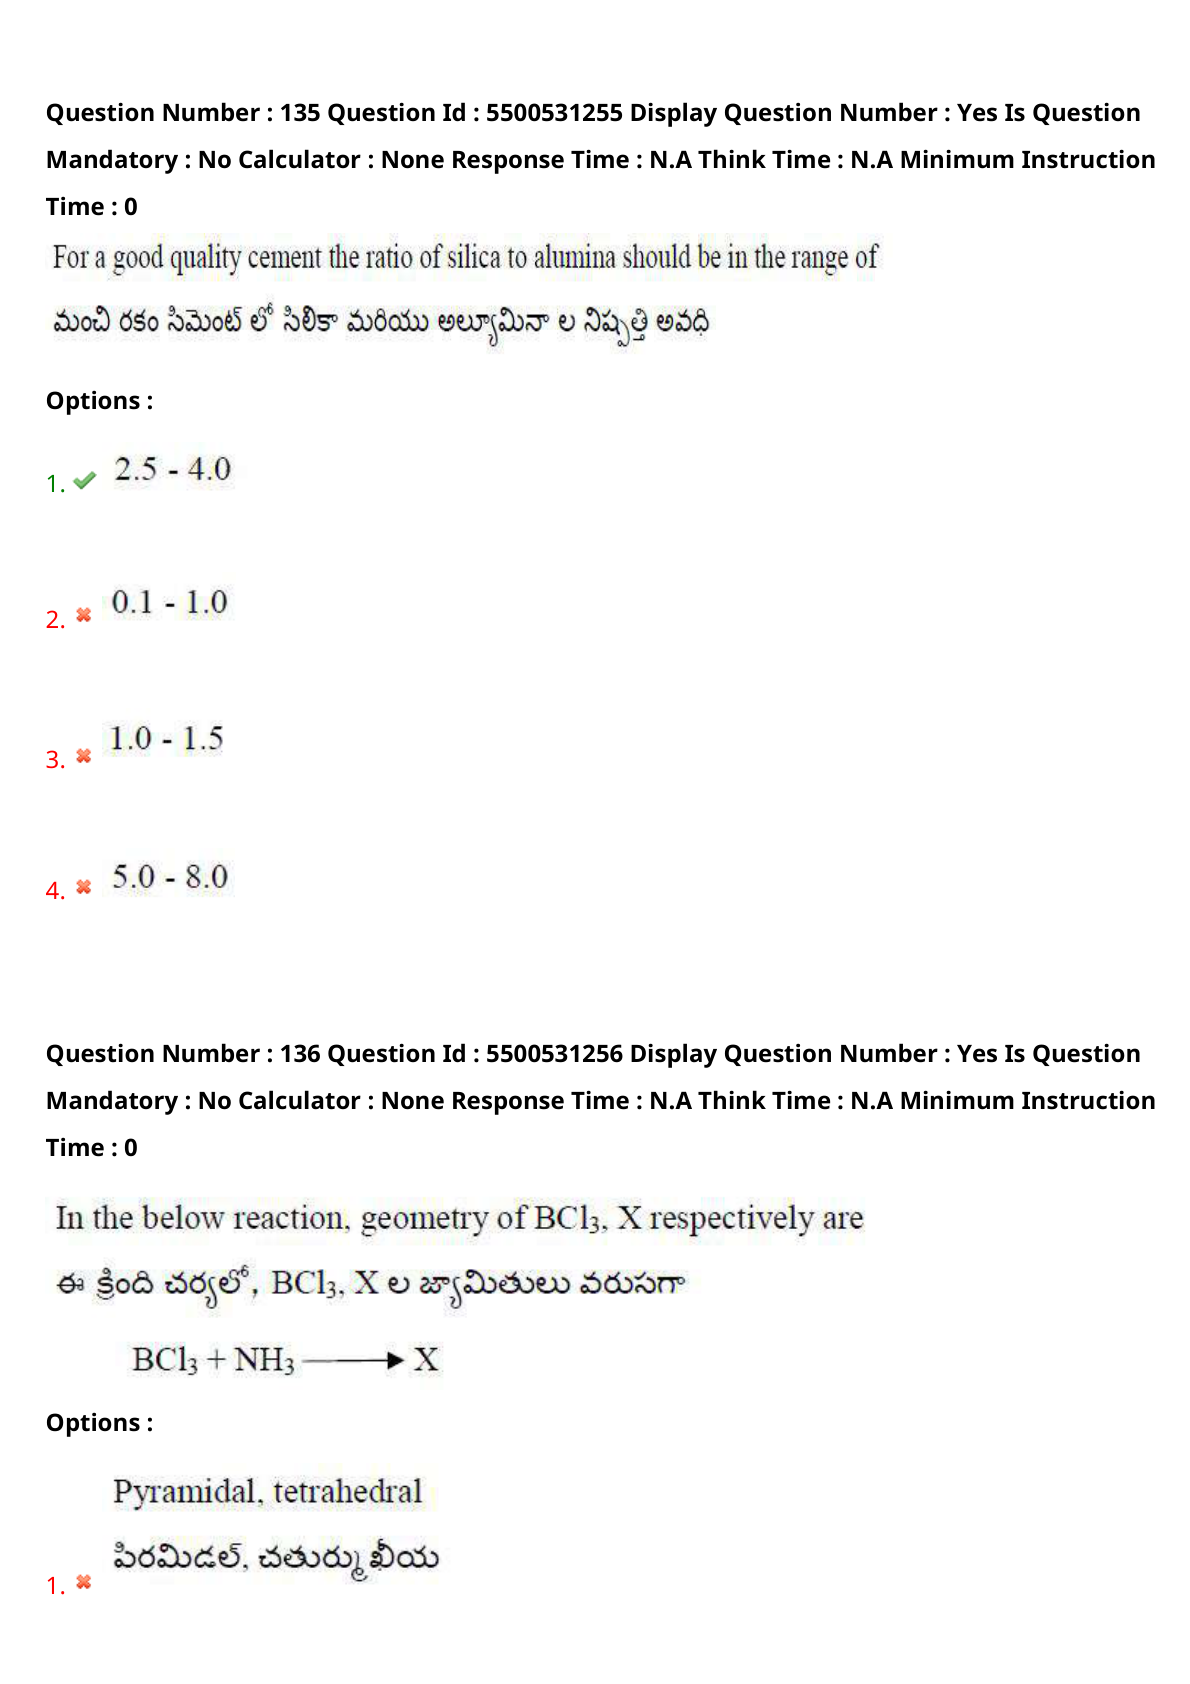 Question Number : 135 Question Id : 5500531255 Display Question Number : Yes Is Question
Mandatory : No Calculator : None Response Time : N.A Think Time : N.A Minimum Instruction
Time : 0
For a good quality cement the ratio of silica to alumina should be in the range of
మంచి రకం సిమెంట్ లో సిలికా మరియు అల్యూమినా ల నిష్పత్తి అవధి
Options :
1. 2.5 - 4.0
2. 0.1 - 1.0
3. 1.0 - 1.5
4. 5.0 - 8.0
Question Number : 136 Question Id : 5500531256 Display Question Number : Yes Is Question
Mandatory : No Calculator : None Response Time : N.A Think Time : N.A Minimum Instruction
Time : 0
In the below reaction, geometry of BCl₃, X respectively are
ఈ క్రింది చర్యలో, BCl₃, X ల జ్యామితులు వరుసగా
BCl₃ + NH₃ ⟶ X
Options :
Pyramidal, tetrahedral
పిరమిడల్, చతుర్ముఖీయ
1.